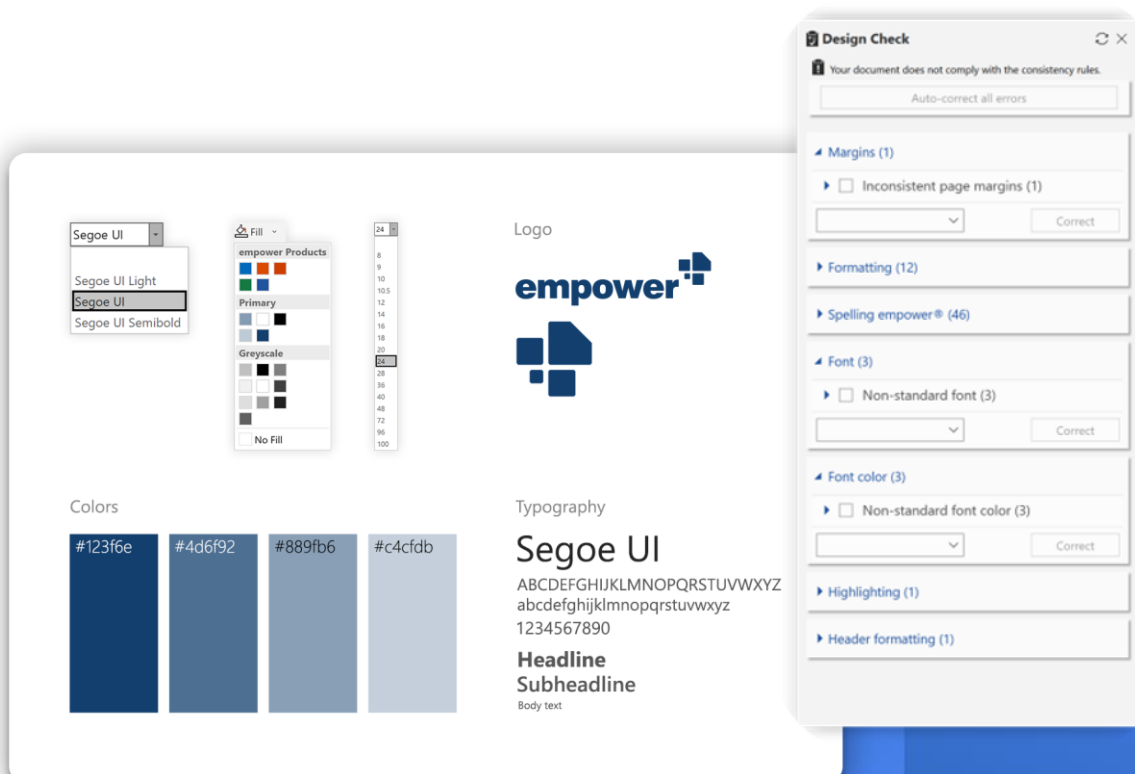 Segoe UI
Segoe UI Light
Segoe UI
Segoe UI Semibold
Fill
empower Products
Primary
Greyscale
No Fill
24
8
9
10
10.5
12
14
16
18
20
24
28
36
40
48
72
96
100
Logo
empower
Colors
#123f6e
#4d6f92
#889fb6
#c4cfdb
Typography
Segoe UI
ABCDEFGHIJKLMNOPQRSTUVWXYZ
abcdefghijklmnopqrstuvwxyz
1234567890
Headline
Subheadline
Body text
Design Check
Your document does not comply with the consistency rules.
Auto-correct all errors
Margins (1)
Inconsistent page margins (1)
Correct
Formatting (12)
Spelling empower® (46)
Font (3)
Non-standard font (3)
Correct
Font color (3)
Non-standard font color (3)
Correct
Highlighting (1)
Header formatting (1)